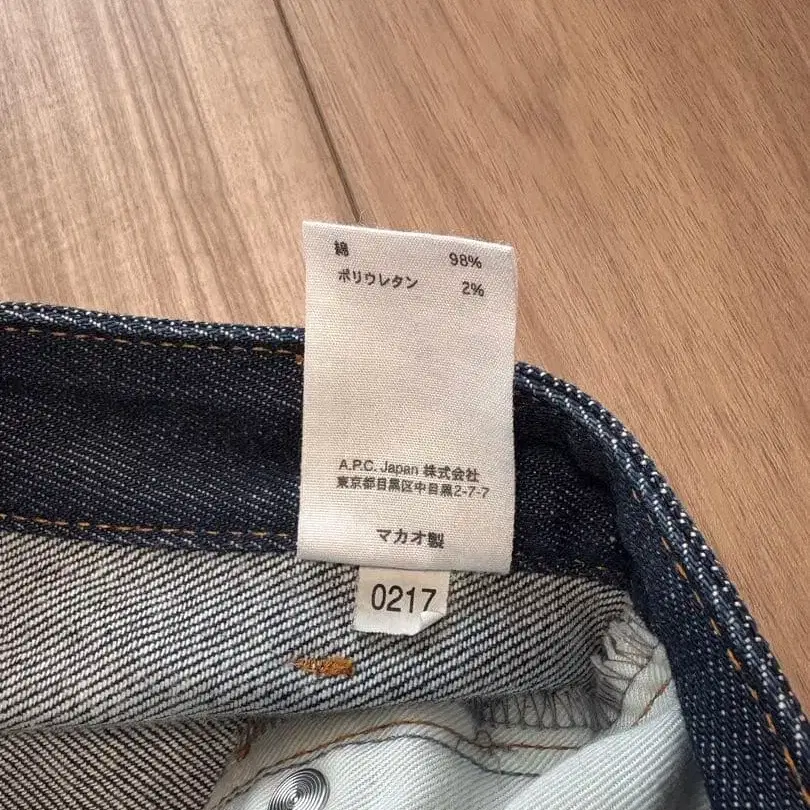 綿 98%
ポリウレタン 2%
A.P.C. Japan 株式会社
東京都目黒区中目黒2-7-7
マカオ製
0217